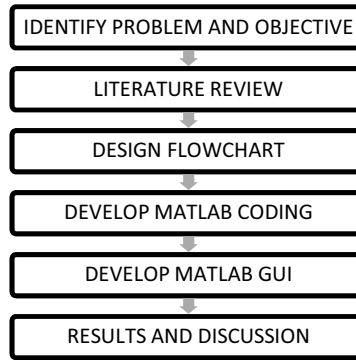 IDENTIFY PROBLEM AND OBJECTIVE
LITERATURE REVIEW
DESIGN FLOWCHART
DEVELOP MATLAB CODING
DEVELOP MATLAB GUI
RESULTS AND DISCUSSION